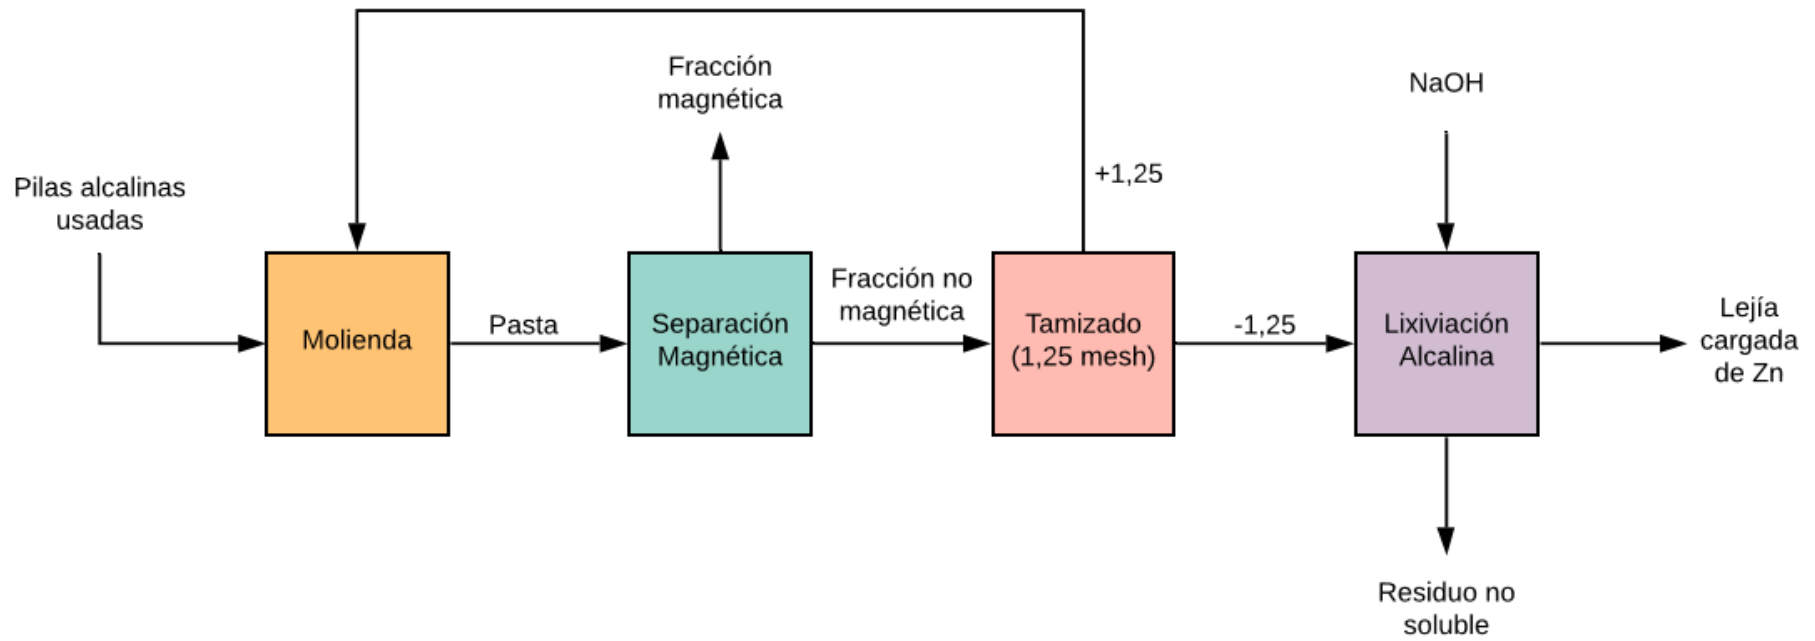 Pilas alcalinas
usadas
Molienda
Pasta
Fracción
magnética
Separación
Magnética
Fracción no
magnética
+1,25
Tamizado
(1,25 mesh)
-1,25
NaOH
Lixiviación
Alcalina
Lejía
cargada
de Zn
Residuo no
soluble